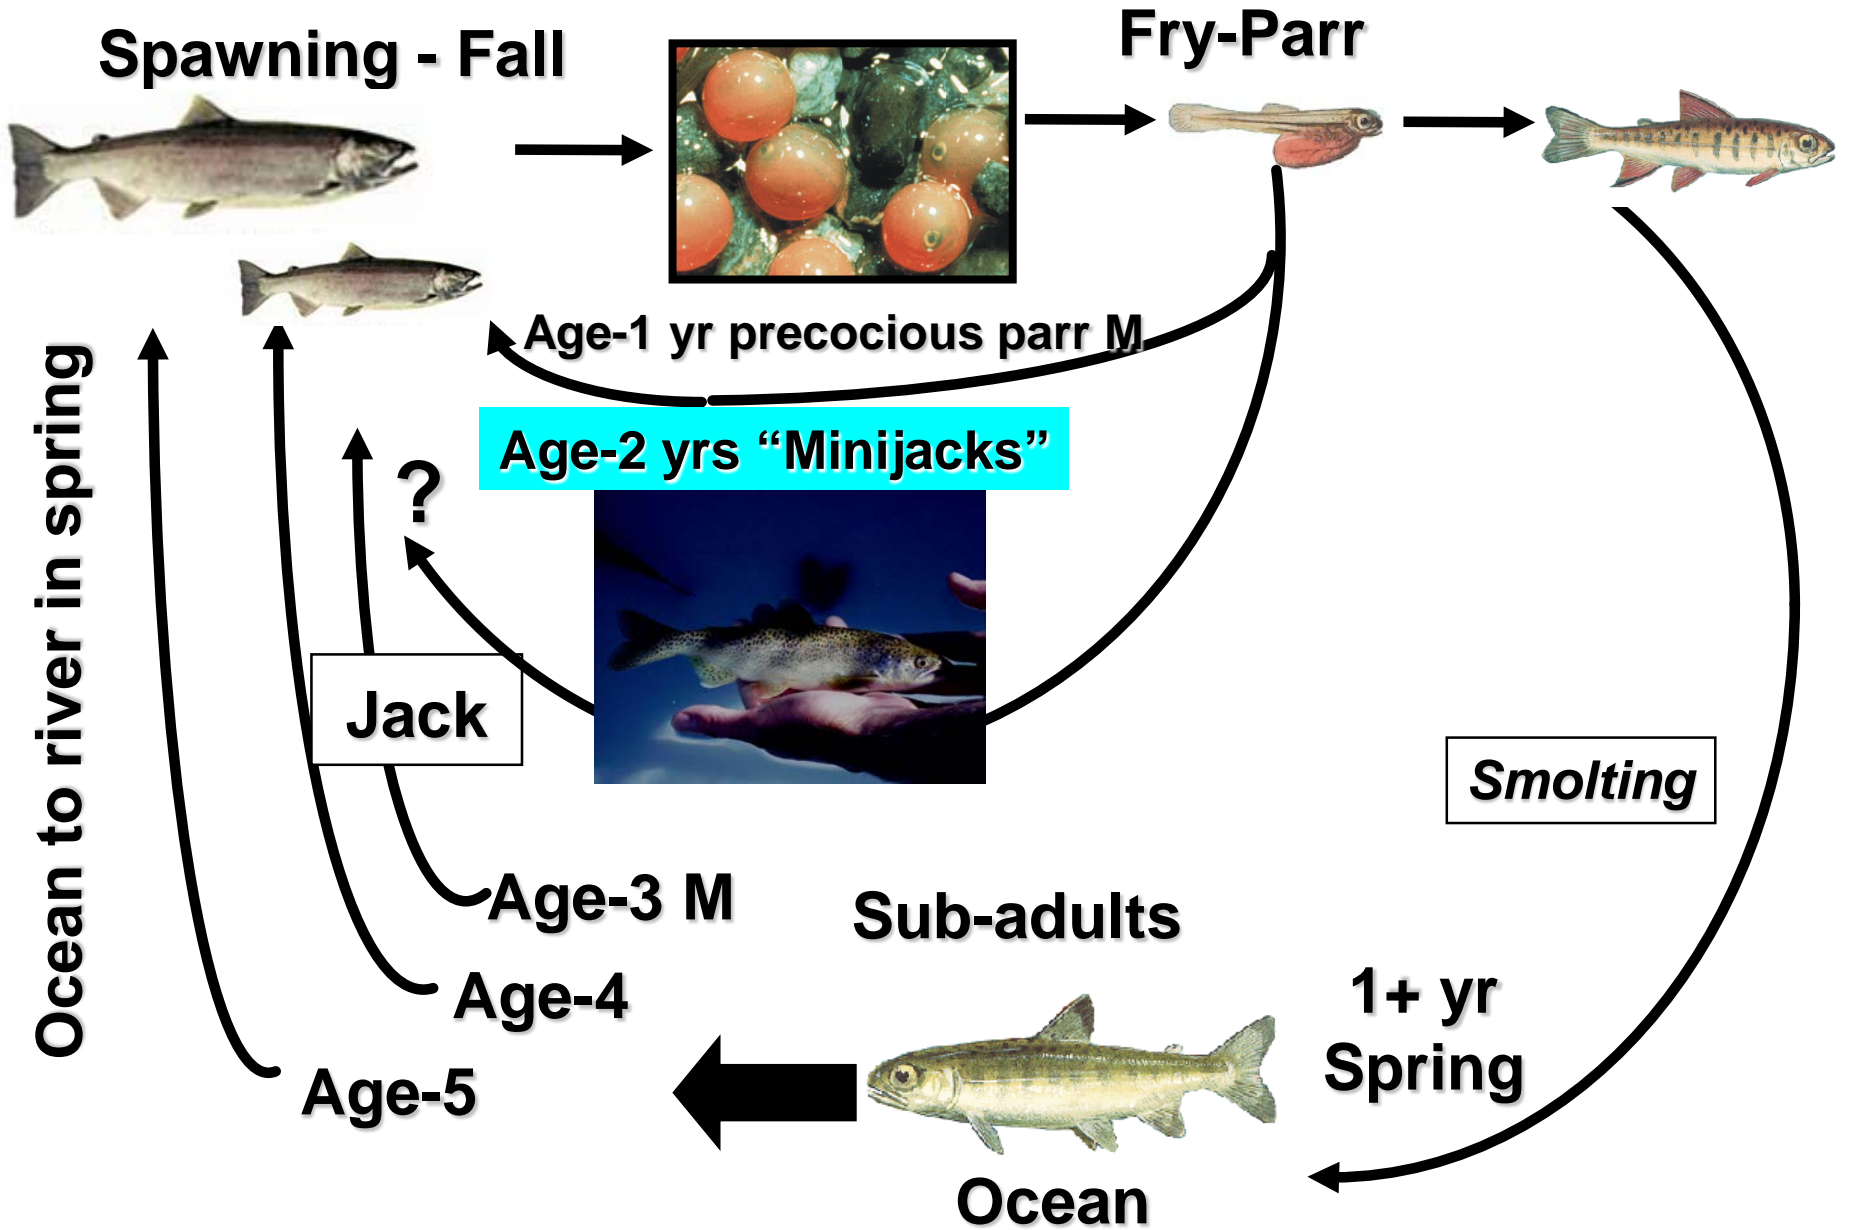 Spawning - Fall
Fry-Parr
Age-1 yr precocious parr M
Age-2 yrs “Minijacks”
?
Ocean to river in spring
Jack
Smolting
Age-3 M
Sub-adults
Age-4
1+ yr
Spring
Age-5
Ocean